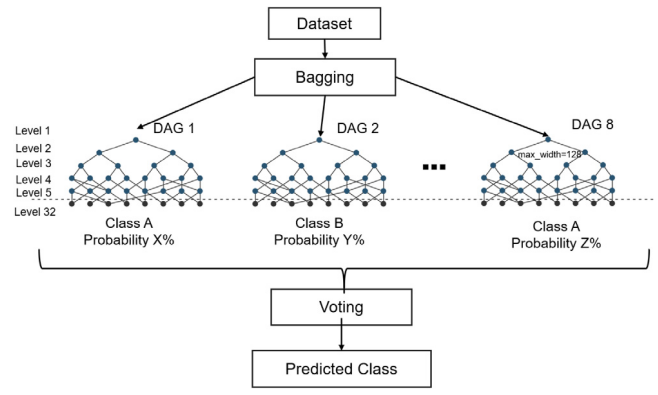 Dataset
Bagging
DAG 1
DAG 2
DAG 8
Level 1
Level 2
Level 3
Level 4
Level 5
Level 32
max_width=128
Class A
Probability X%
Class B
Probability Y%
Class A
Probability Z%
Voting
Predicted Class